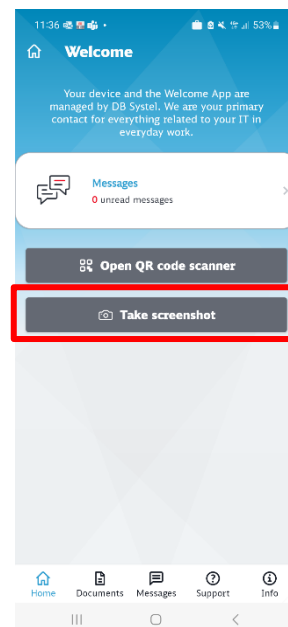 11:36
53%
Welcome
Your device and the Welcome App are
managed by DB Systel. We are your primary
contact for everything related to your IT in
everyday work.
Messages
0 unread messages
Open QR code scanner
Take screenshot
Home Documents Messages Support Info